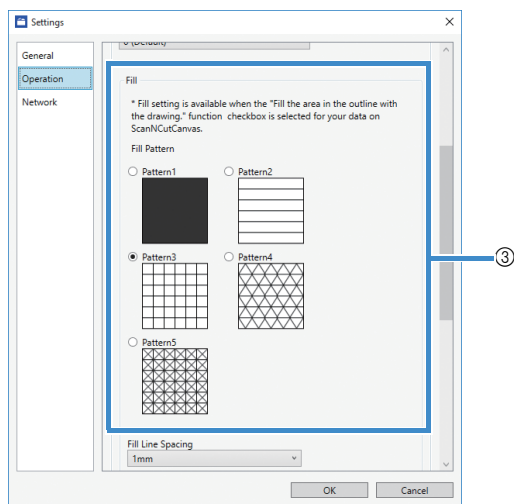 Settings
General
Operation
Network
0 (Default)
Fill
* Fill setting is available when the "Fill the area in the outline with
the drawing." function checkbox is selected for your data on
ScanNCutCanvas.
Fill Pattern
Pattern1
Pattern2
Pattern3
Pattern4
Pattern5
③
Fill Line Spacing
1mm
OK
Cancel